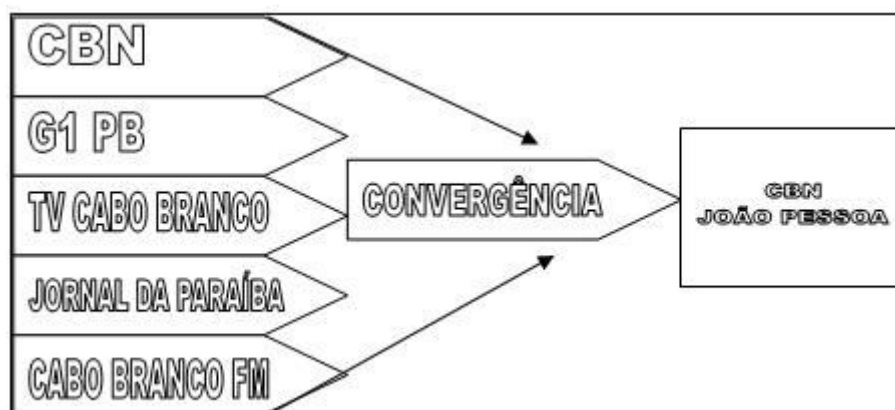 CBN
G1 PB
TV CABO BRANCO
JORNAL DA PARAÍBA
CABO BRANCO FM
CONVERGÊNCIA
CBN
JOÃO PESSOA